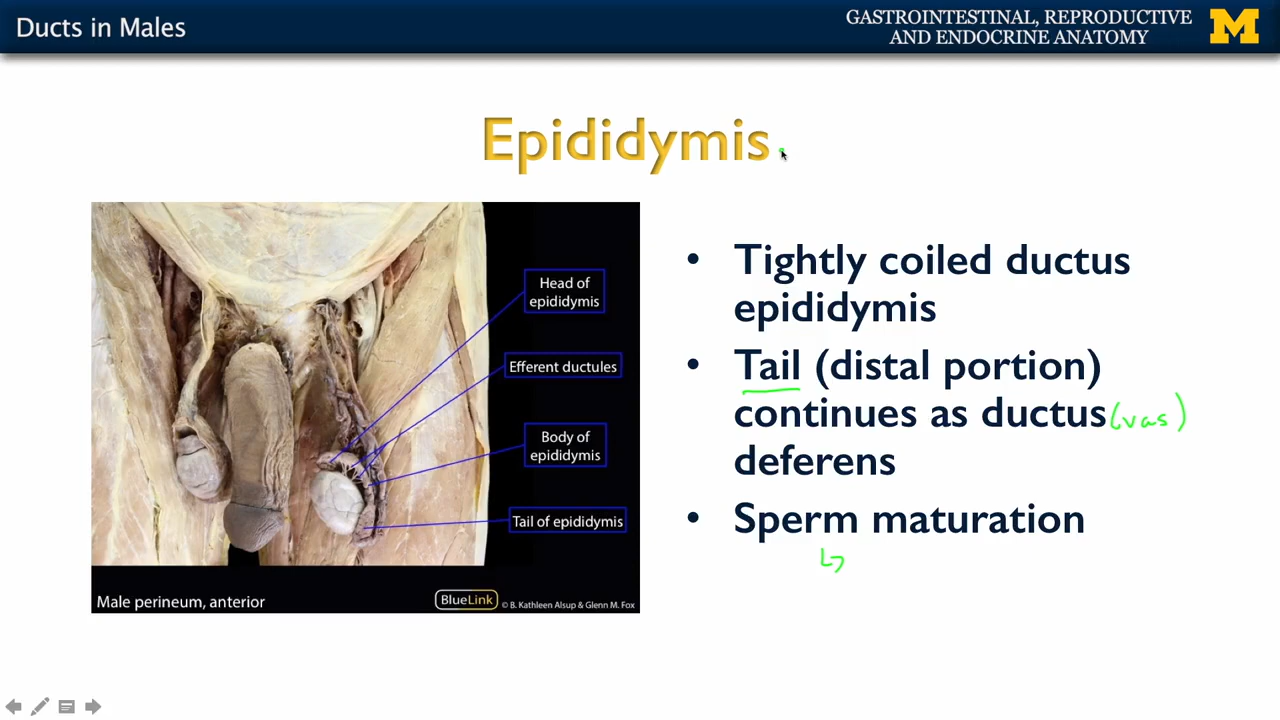 Ducts in Males
GASTROINTESTINAL, REPRODUCTIVE
AND ENDOCRINE ANATOMY
M
Epididymis
Head of
epididymis
Efferent ductules
Body of
epididymis
Tail of epididymis
Male perineum, anterior
BlueLink
© B. Kathleen Alsup & Glenn M. Fox
• Tightly coiled ductus
epididymis
• Tail (distal portion)
continues as ductus (vas)
deferens
• Sperm maturation